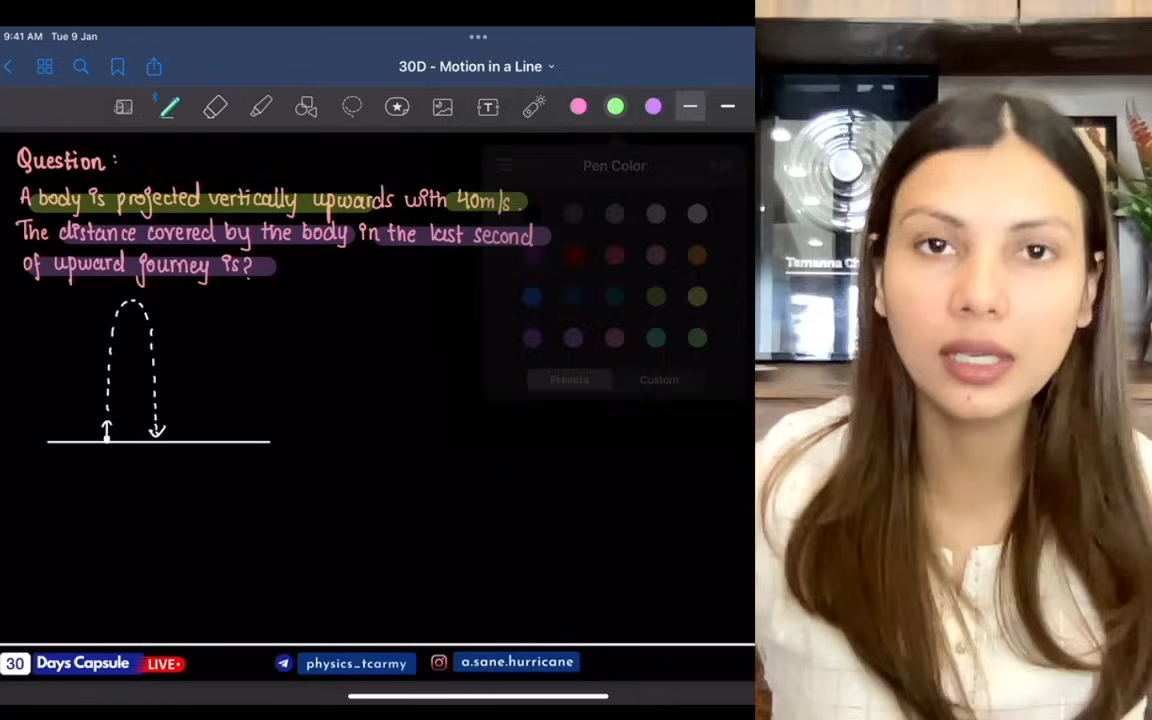 9:41 AM Tue 9 Jan
30D - Motion in a Line
Question:
A body is projected vertically upwards with 40m/s.
The distance covered by the body in the last second
of upward journey is?
Pen Color
Presets Custom
30 Days Capsule LIVE
physics_tcarmy
a.sane.hurricane